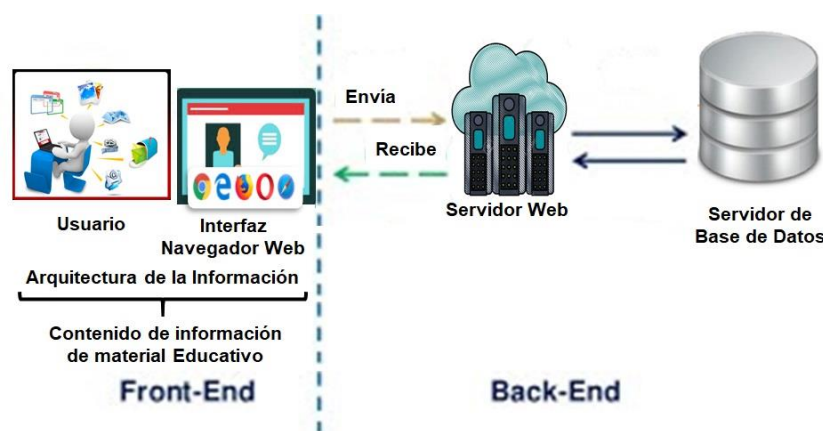 Envía
Recibe
Usuario
Interfaz
Navegador Web
Servidor Web
Servidor de
Base de Datos
Arquitectura de la Información
Contenido de información
de material Educativo
Front-End
Back-End